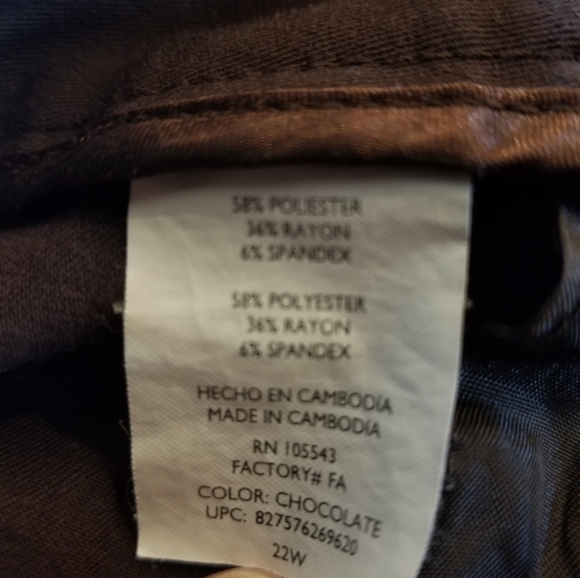 58% POLIESTER
36% RAYON
6% SPANDEX
58% POLYESTER
36% RAYON
6% SPANDEX
HECHO EN CAMBODIA
MADE IN CAMBODIA
RN 105543
FACTORY# FA
COLOR: CHOCOLATE
UPC: 827576269620
22W